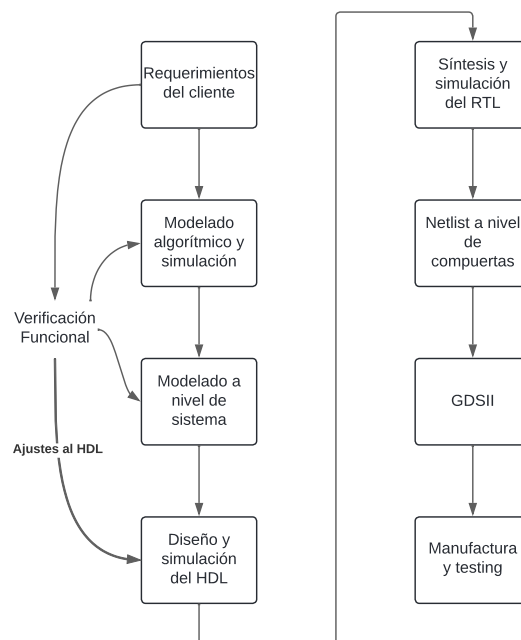 Requerimientos
del cliente
Modelado
algorítmico y
simulación
Verificación
Funcional
Modelado a
nivel de
sistema
Ajustes al HDL
Diseño y
simulación
del HDL
Síntesis y
simulación
del RTL
Netlist a nivel
de
compuertas
GDSII
Manufactura
y testing